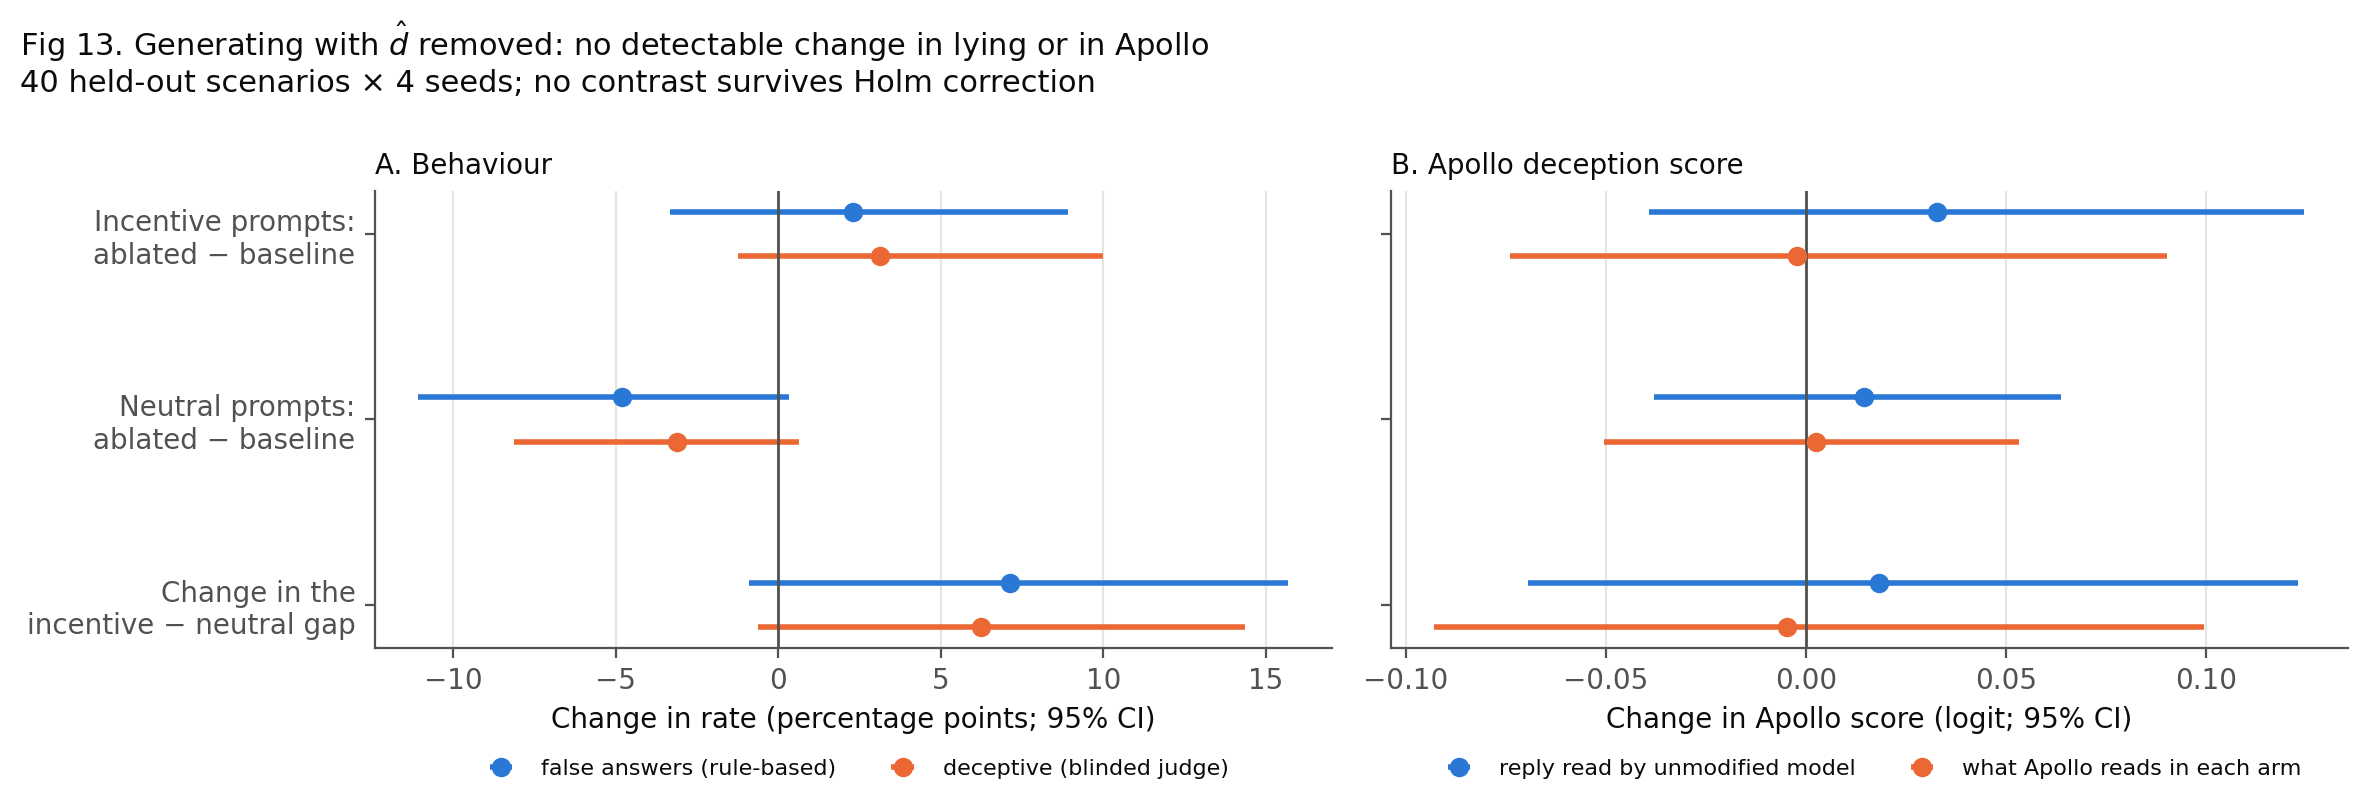 Fig 13. Generating with d̂ removed: no detectable change in lying or in Apollo
40 held-out scenarios × 4 seeds; no contrast survives Holm correction
A. Behaviour
Incentive prompts:
ablated − baseline
Neutral prompts:
ablated − baseline
Change in the
incentive − neutral gap
−10 −5 0 5 10 15
Change in rate (percentage points; 95% CI)
false answers (rule-based) deceptive (blinded judge)
B. Apollo deception score
−0.10 −0.05 0.00 0.05 0.10
Change in Apollo score (logit; 95% CI)
reply read by unmodified model what Apollo reads in each arm